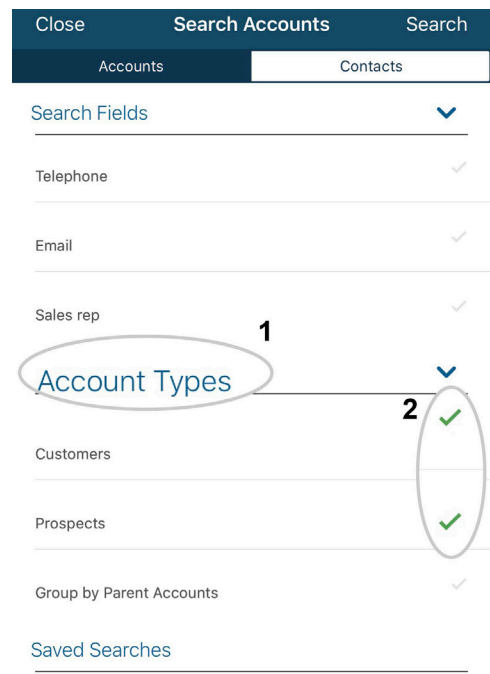 Close Search Accounts Search
Accounts Contacts
Search Fields
Telephone
Email
Sales rep
1
Account Types
2
Customers
Prospects
Group by Parent Accounts
Saved Searches